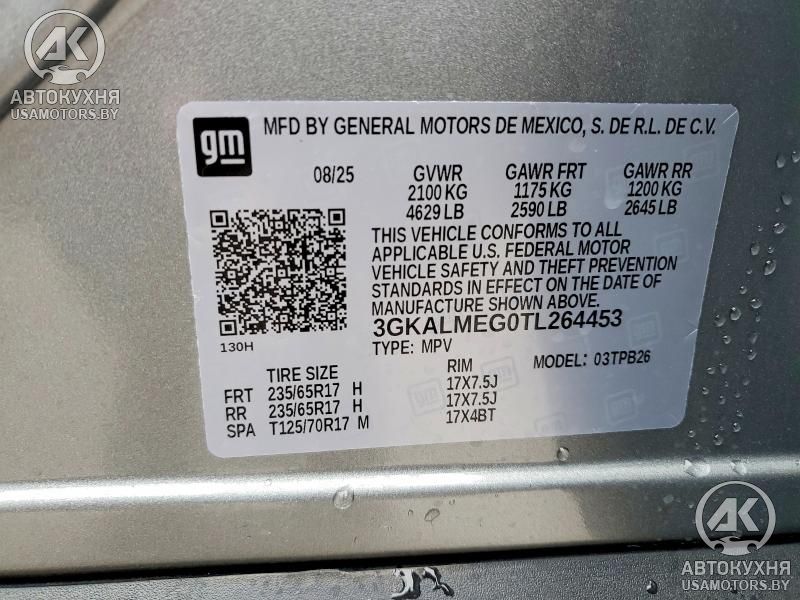 AK
АВТОКУХНЯ
USAMOTORS.BY
gm
MFD BY GENERAL MOTORS DE MEXICO, S. DE R.L. DE C.V.
08/25 GVWR GAWR FRT GAWR RR
2100 KG 1175 KG 1200 KG
4629 LB 2590 LB 2645 LB
THIS VEHICLE CONFORMS TO ALL
APPLICABLE U.S. FEDERAL MOTOR
VEHICLE SAFETY AND THEFT PREVENTION
STANDARDS IN EFFECT ON THE DATE OF
MANUFACTURE SHOWN ABOVE.
3GKALMEG0TL264453
130H
TYPE: MPV MODEL: 03TPB26
TIRE SIZE RIM
FRT 235/65R17 H 17X7.5J
RR 235/65R17 H 17X7.5J
SPA T125/70R17 M 17X4BT
AK
АВТОКУХНЯ
USAMOTORS.BY